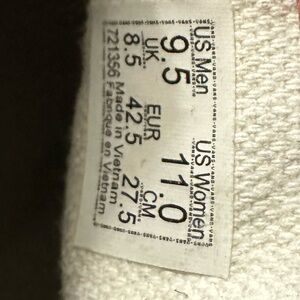 US Men US Women
9.5 11.0
UK EUR CM
8.5 42.5 27.5
721356 Made in Vietnam.
Fabriqué en Vietnam